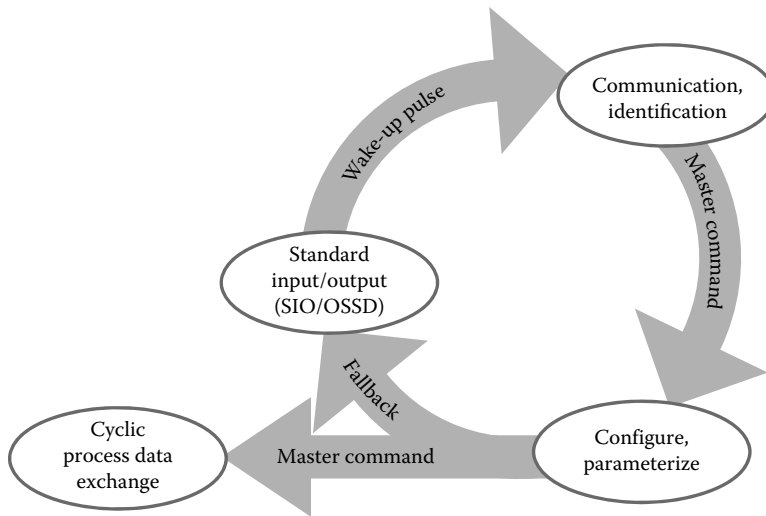 Communication,
identification
Wake-up pulse
Master command
Standard
input/output
(SIO/OSSD)
Fallback
Cyclic
process data
exchange
Master command
Configure,
parameterize